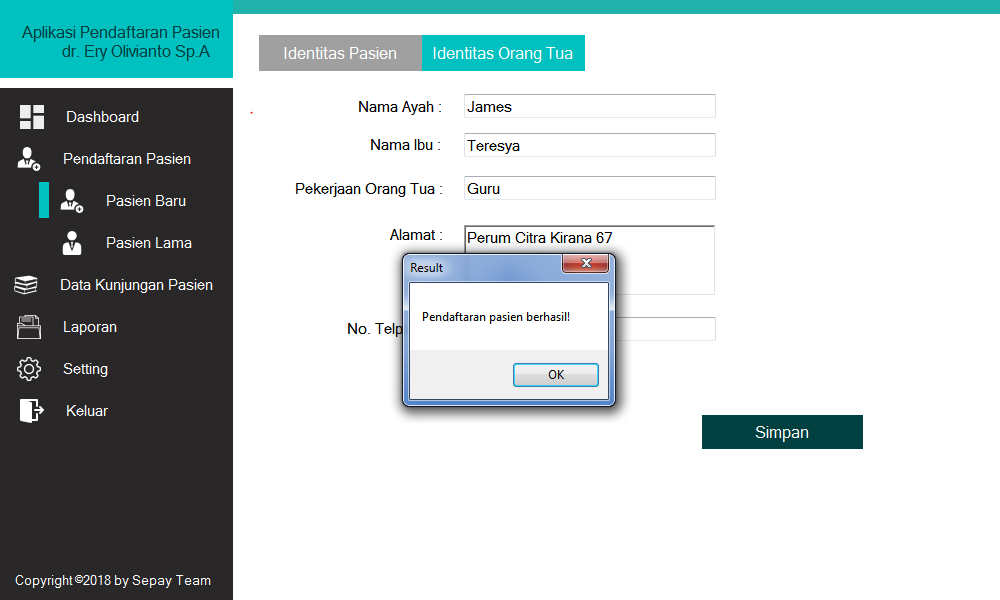 Aplikasi Pendaftaran Pasien
dr. Ery Olivianto Sp.A
Dashboard
Pendaftaran Pasien
Pasien Baru
Pasien Lama
Data Kunjungan Pasien
Laporan
Setting
Keluar
Copyright©2018 by Sepay Team
Identitas Pasien
Identitas Orang Tua
Nama Ayah : James
Nama Ibu : Teresya
Pekerjaan Orang Tua : Guru
Alamat : Perum Citra Kirana 67
No. Telp
Result
Pendaftaran pasien berhasil!
OK
Simpan